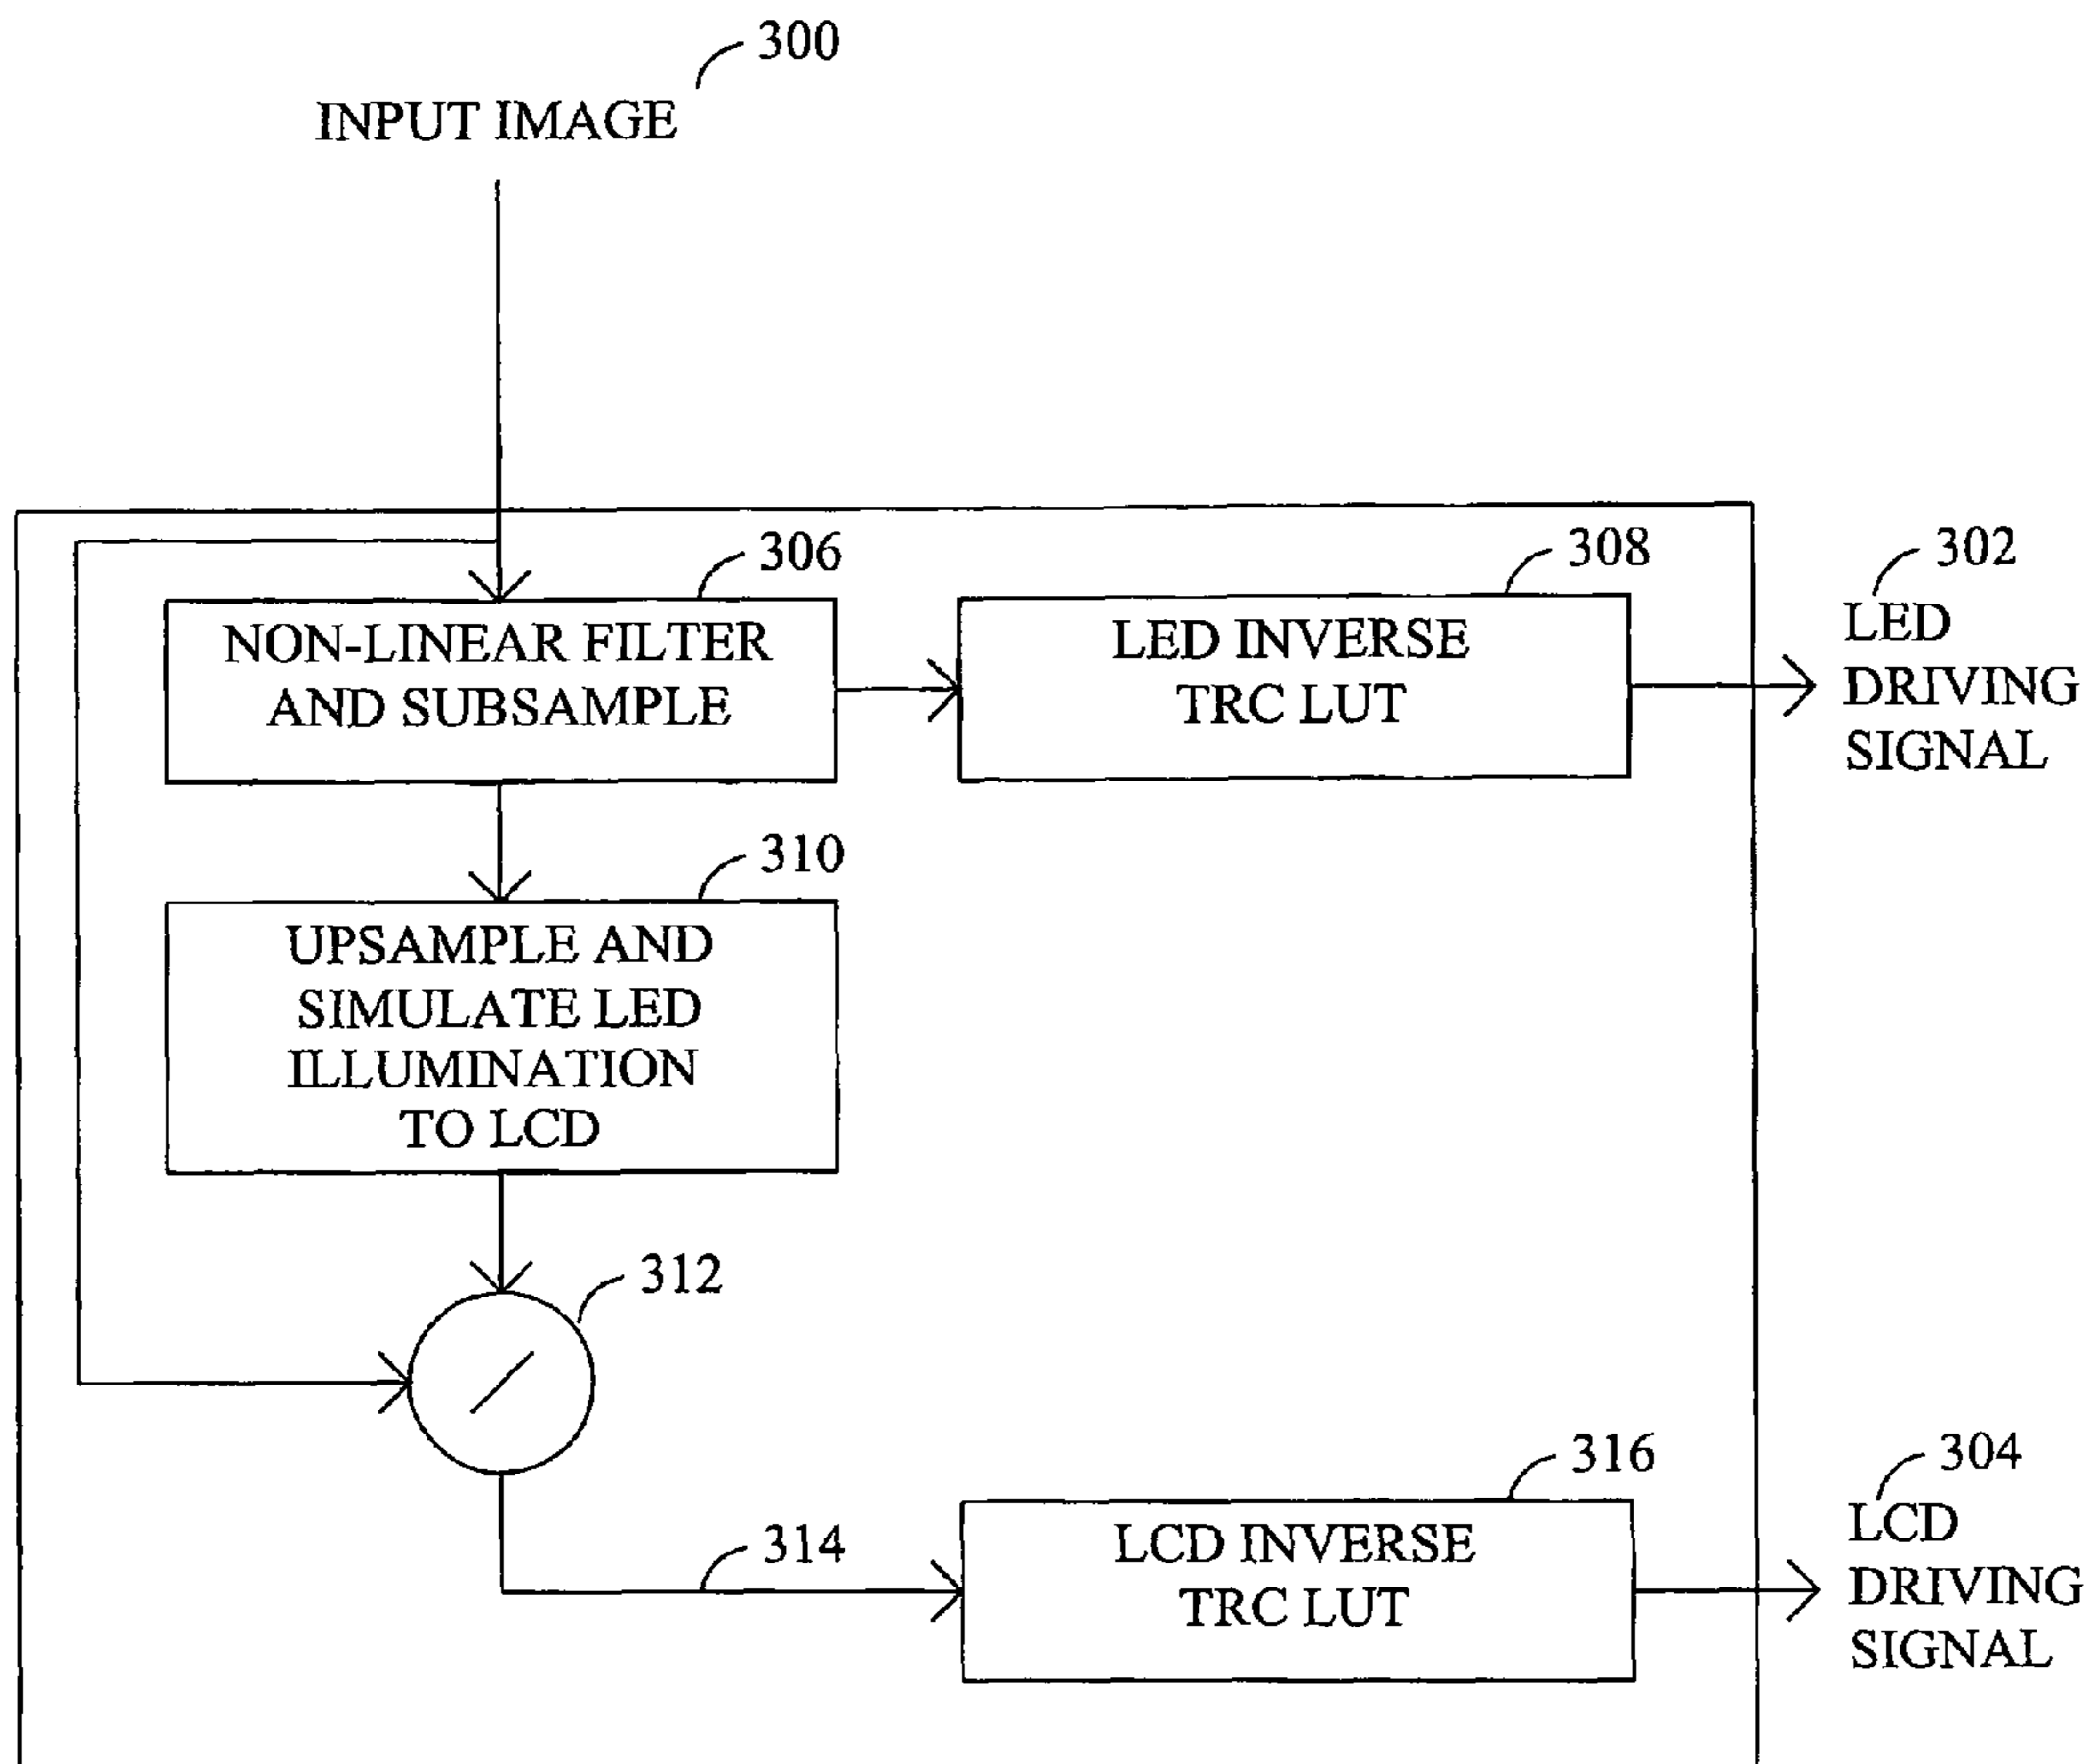 300
INPUT IMAGE
306
NON-LINEAR FILTER
AND SUBSAMPLE
308
LED INVERSE
TRC LUT
302
LED
DRIVING
SIGNAL
310
UPSAMPLE AND
SIMULATE LED
ILLUMINATION
TO LCD
312
314
316
LCD INVERSE
TRC LUT
304
LCD
DRIVING
SIGNAL